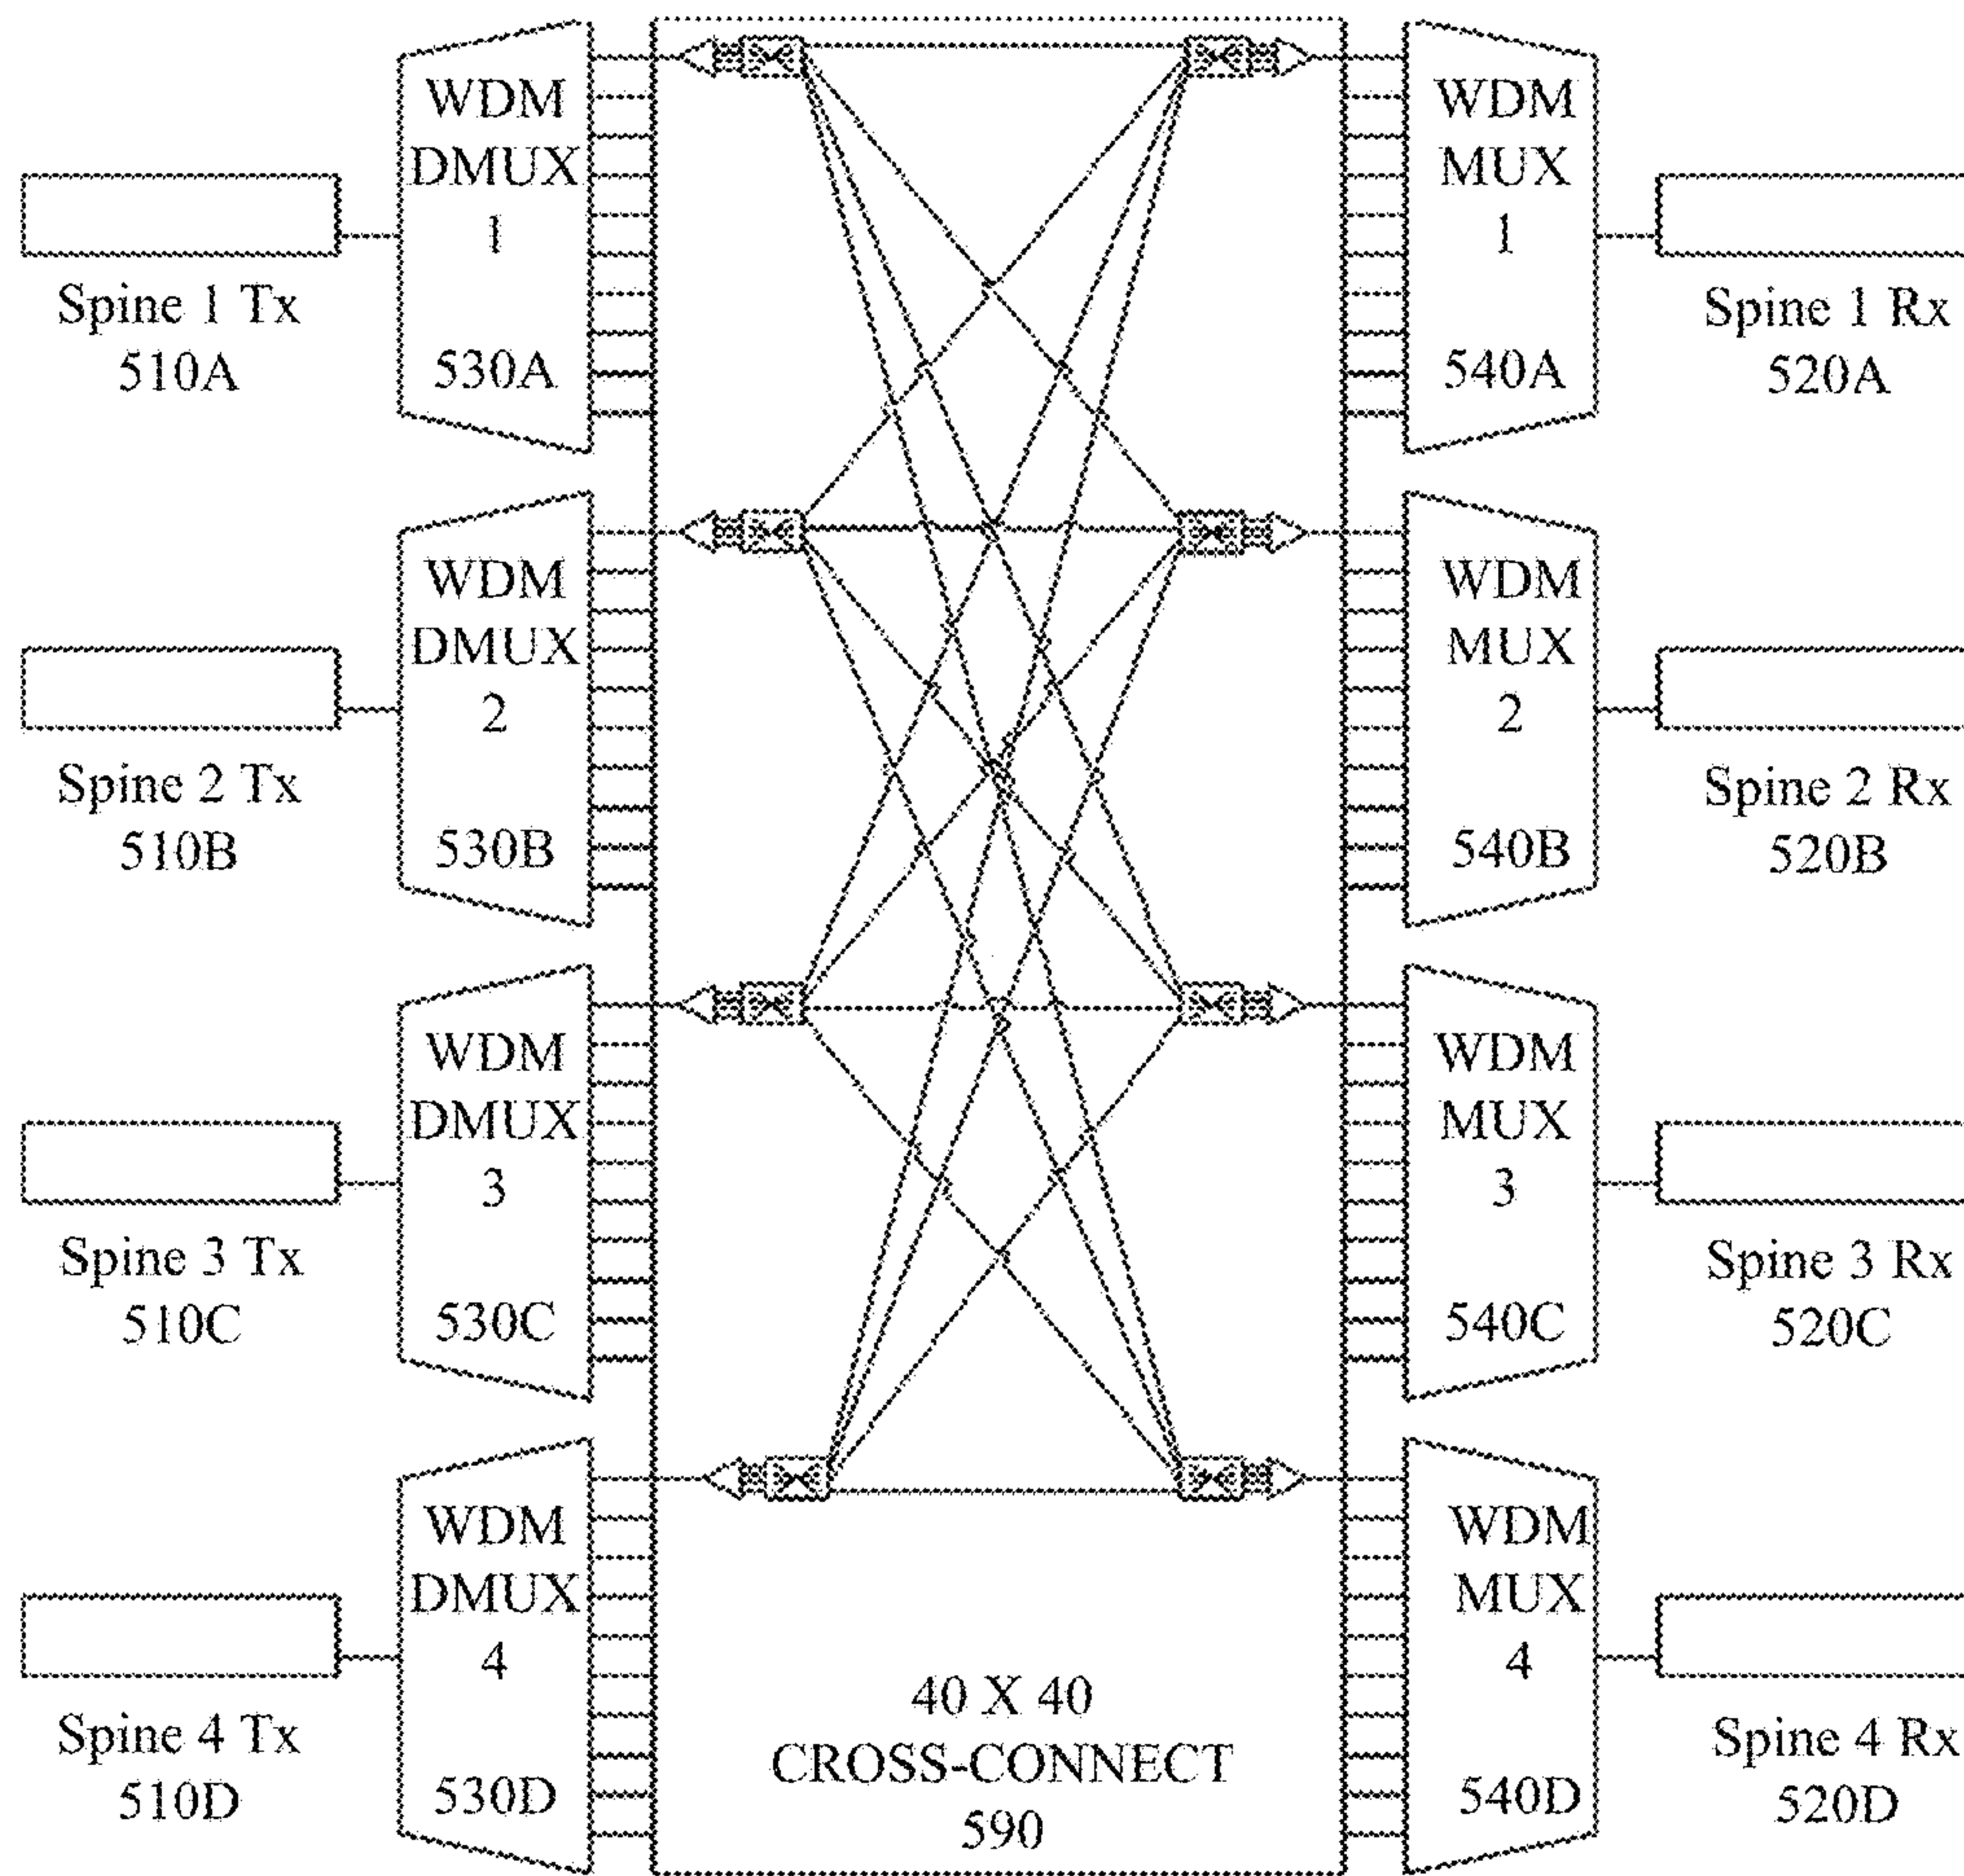 WDM
DMUX
1
530A
Spine 1 Tx
510A
WDM
MUX
1
540A
Spine 1 Rx
520A
WDM
DMUX
2
530B
Spine 2 Tx
510B
WDM
MUX
2
540B
Spine 2 Rx
520B
WDM
DMUX
3
530C
Spine 3 Tx
510C
WDM
MUX
3
540C
Spine 3 Rx
520C
WDM
DMUX
4
530D
Spine 4 Tx
510D
40 X 40
CROSS-CONNECT
590
WDM
MUX
4
540D
Spine 4 Rx
520D